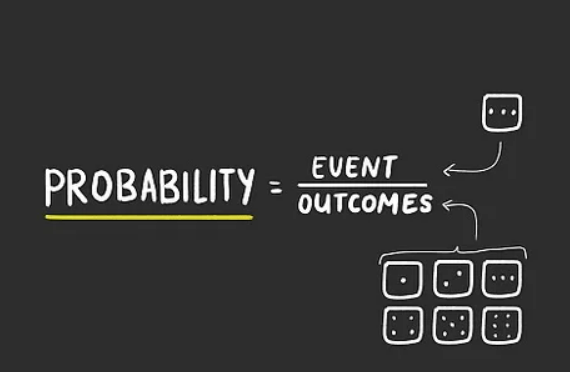 PROBABILITY = EVENT
OUTCOMES